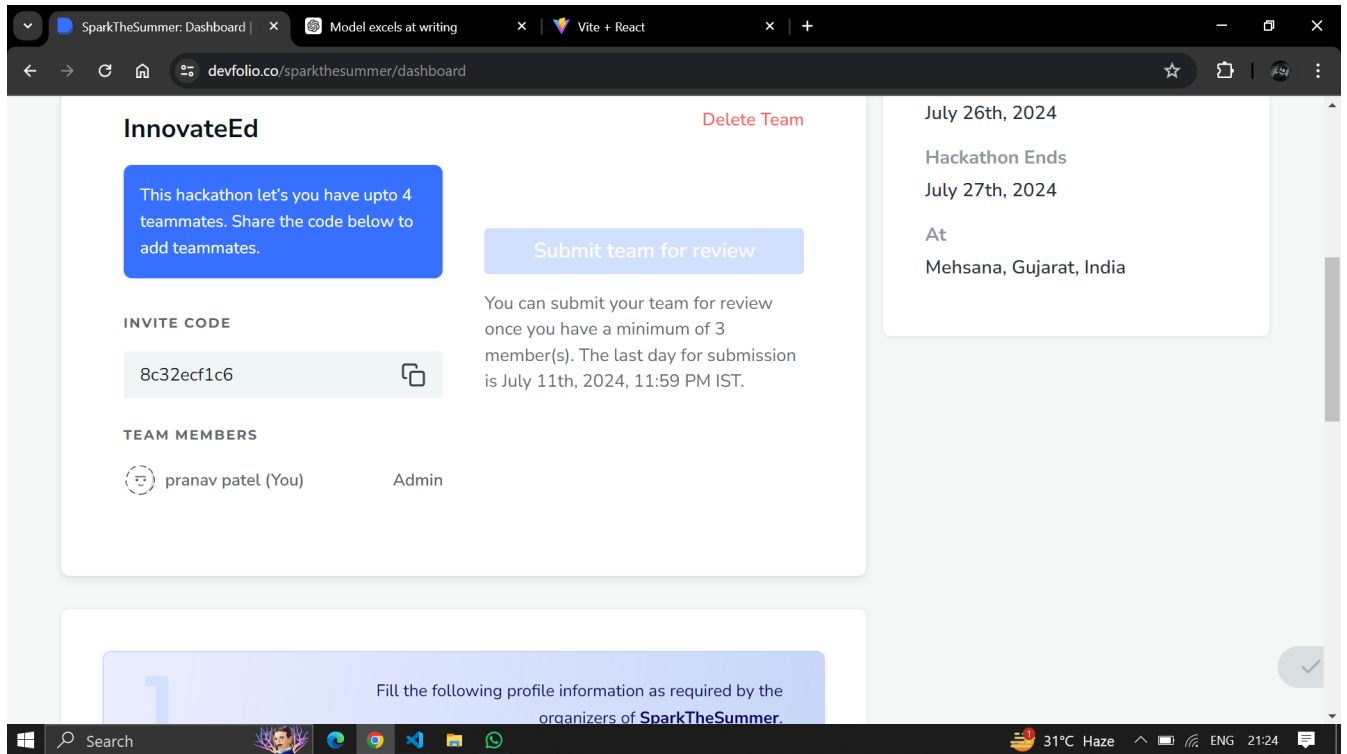 SparkTheSummer: Dashboard |
Model excels at writing
Vite + React
devfolio.co/sparkthesummer/dashboard
InnovateEd
Delete Team
This hackathon let's you have upto 4
teammates. Share the code below to
add teammates.
Submit team for review
You can submit your team for review
once you have a minimum of 3
member(s). The last day for submission
is July 11th, 2024, 11:59 PM IST.
INVITE CODE
8c32ecf1c6
TEAM MEMBERS
pranav patel (You)
Admin
July 26th, 2024
Hackathon Ends
July 27th, 2024
At
Mehsana, Gujarat, India
1
Fill the following profile information as required by the
organizers of SparkTheSummer.
Search
1
31°C Haze
ENG
21:24